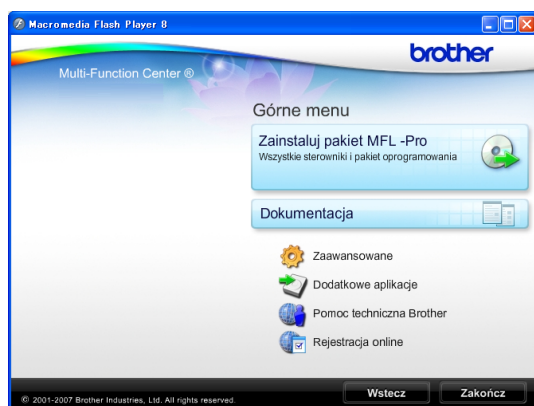 Macromedia Flash Player 8
brother
Multi-Function Center ®
Górne menu
Zainstaluj pakiet MFL -Pro
Wszystkie sterowniki i pakiet oprogramowania
Dokumentacja
Zaawansowane
Dodatkowe aplikacje
Pomoc techniczna Brother
Rejestracja online
© 2001-2007 Brother Industries, Ltd. All rights reserved.
Wstecz
Zakończ